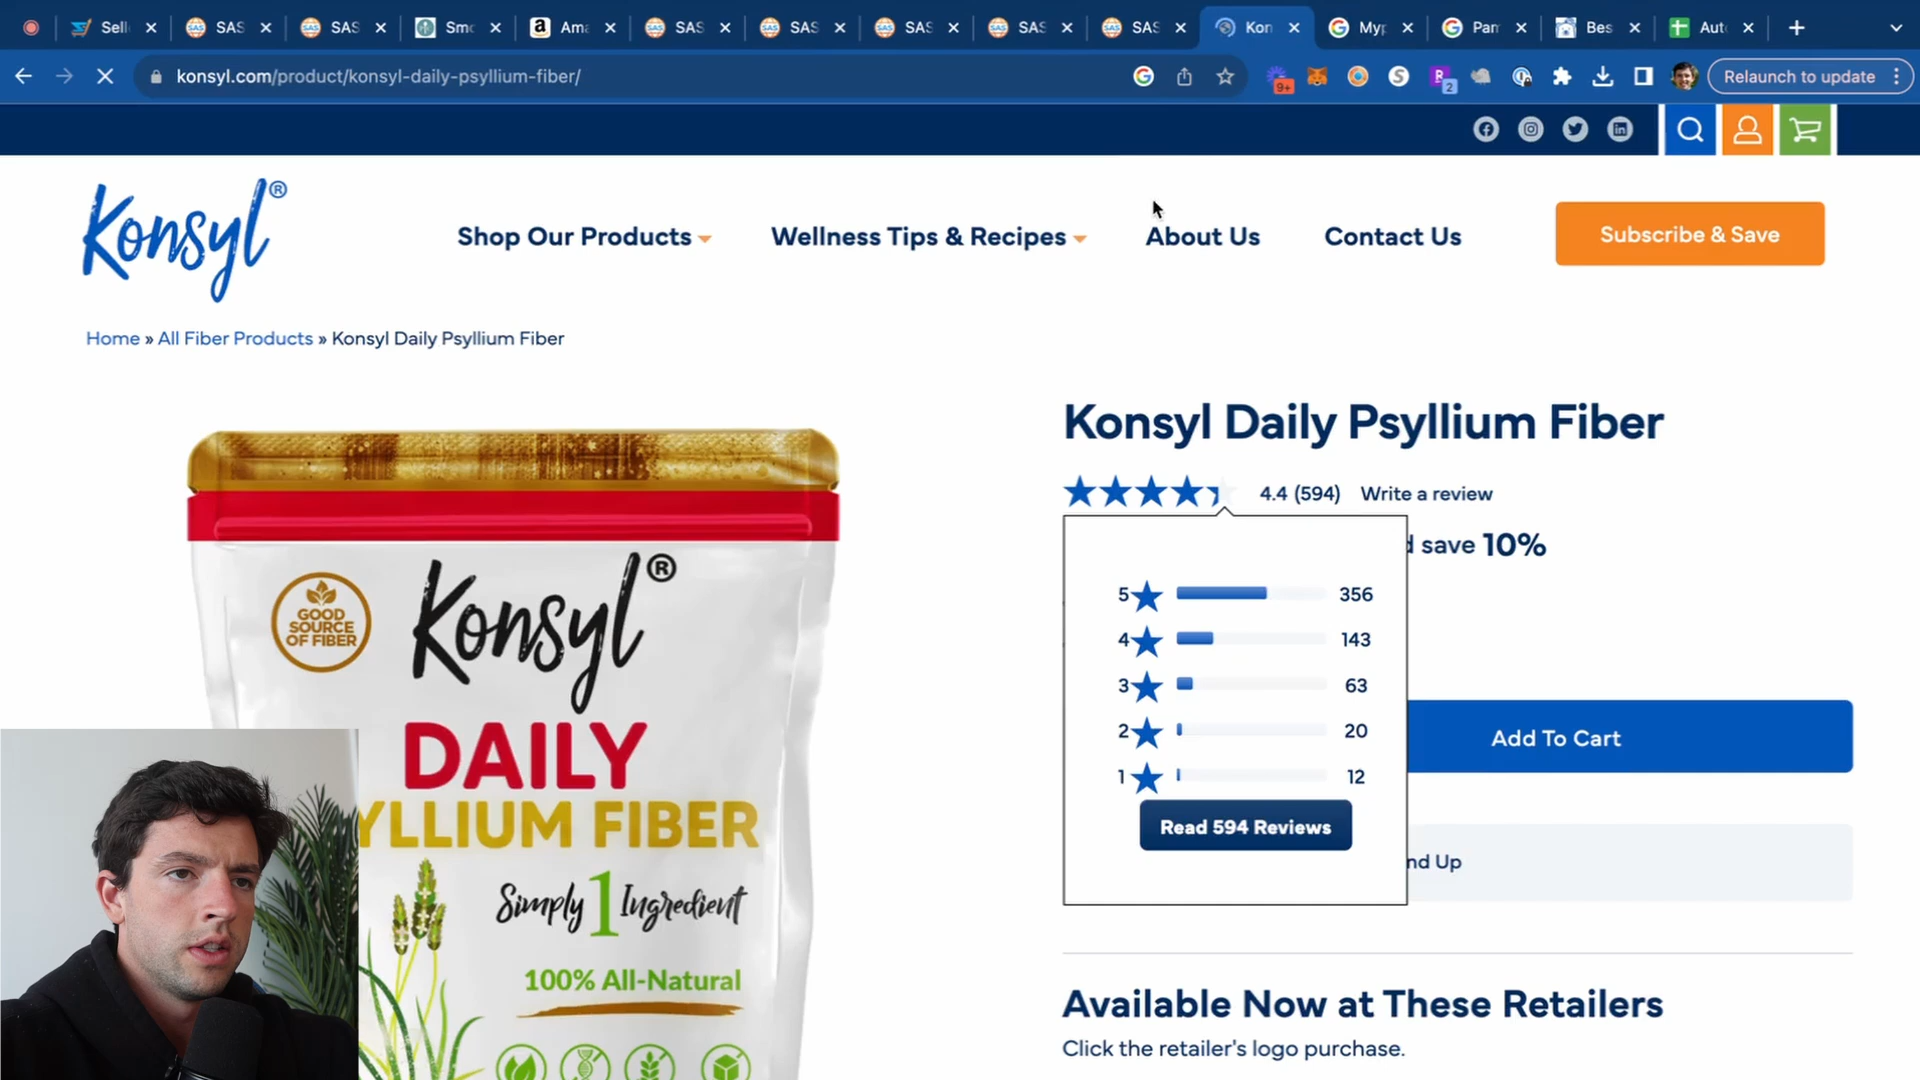 Sell
SAS
SAS
Smo
Ama
SAS
SAS
SAS
SAS
SAS
Kon
Myp
Pan
Bes
Aut
konsyl.com/product/konsyl-daily-psyllium-fiber/
9+
2
Relaunch to update
Konsyl®
Shop Our Products
Wellness Tips & Recipes
About Us
Contact Us
Subscribe & Save
Home » All Fiber Products » Konsyl Daily Psyllium Fiber
Konsyl Daily Psyllium Fiber
4.4 (594) Write a review
d save 10%
5 356
4 143
3 63
2 20
1 12
Read 594 Reviews
Add To Cart
nd Up
Available Now at These Retailers
Click the retailer's logo purchase.
GOOD
SOURCE
OF FIBER
Konsyl®
DAILY
YLLIUM FIBER
Simply 1 Ingredient
100% All-Natural